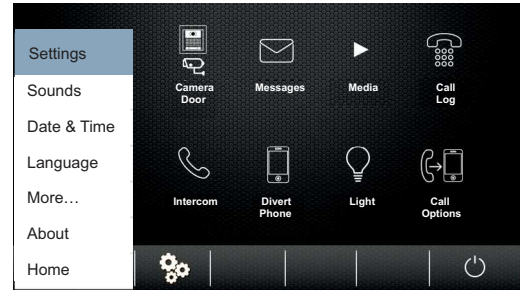 Settings
Sounds
Date & Time
Language
More…
About
Home
Camera
Door
Messages
Media
Call
Log
Intercom
Divert
Phone
Light
Call
Options